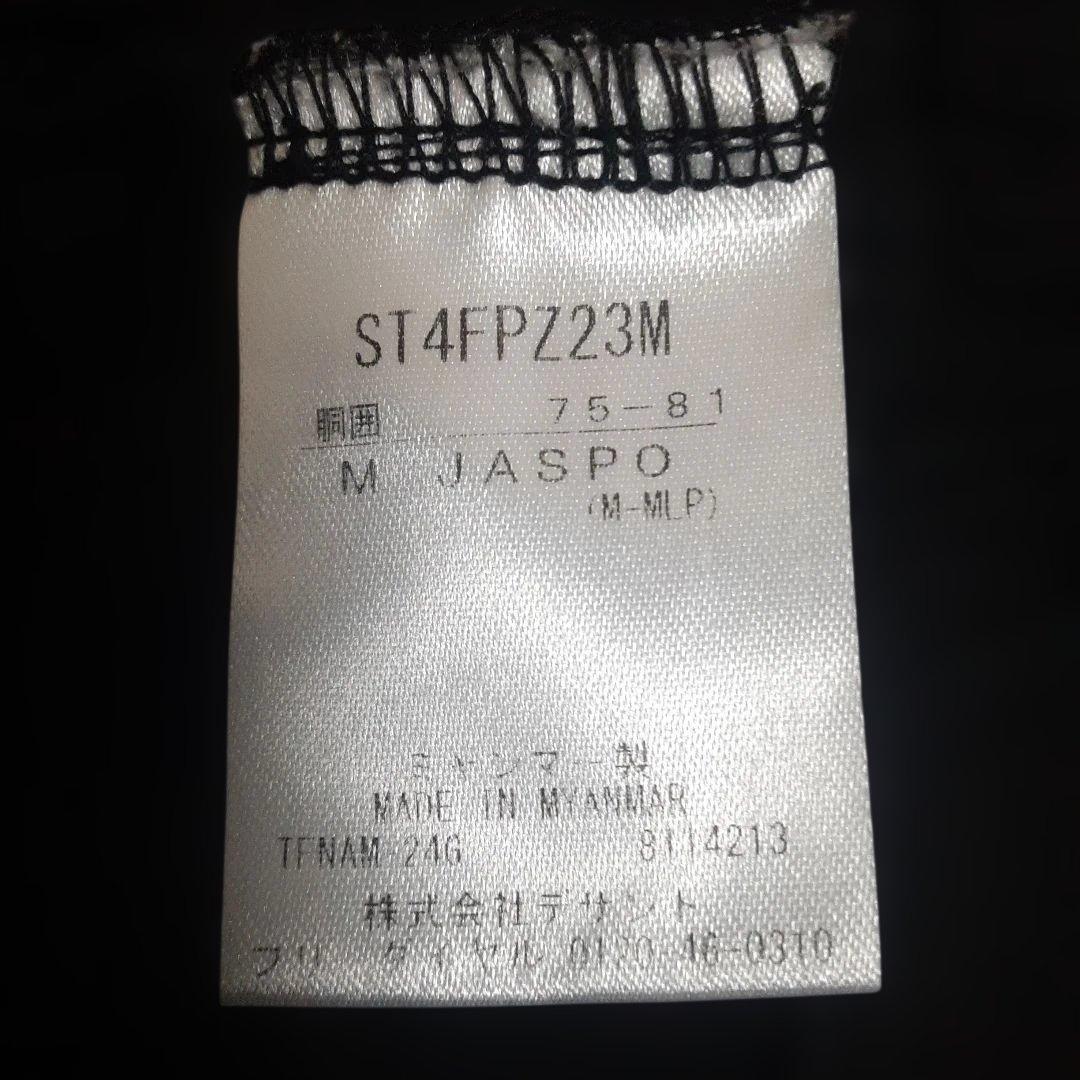 ST4FPZ23M
胴囲 75-81
M JASPO
(M-MLP)
ミャンマー製
MADE IN MYANMAR
TFNAM-24G 8114213
株式会社デサント
フリーダイヤル 0120-46-0310